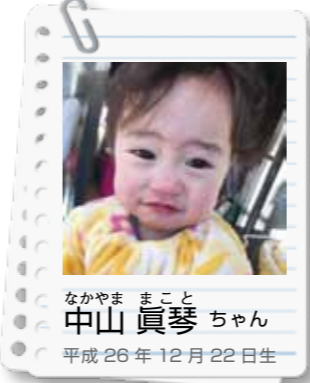 なかやま まこと
中山 眞琴 ちゃん
平成 26 年 12 月 22 日生